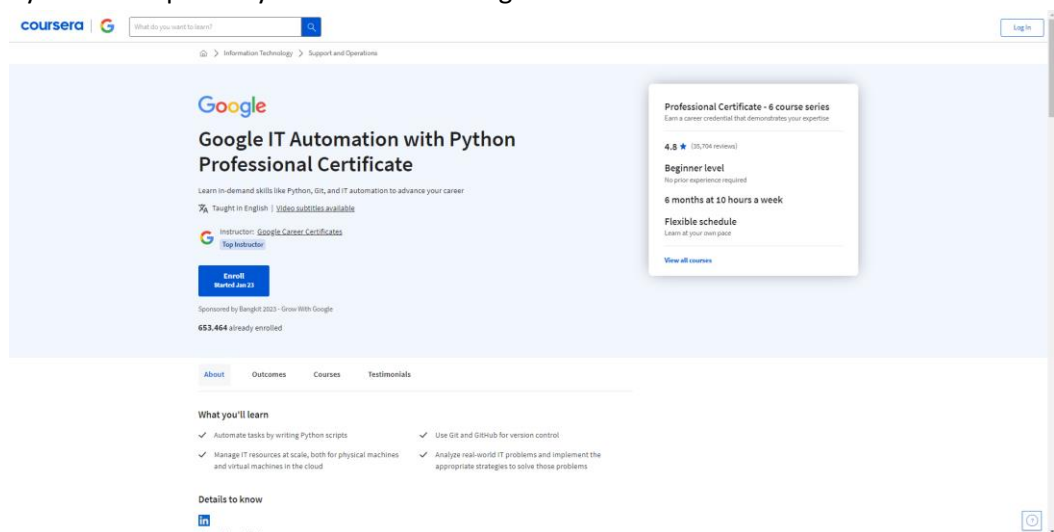 coursera
What do you want to learn?
Log In
Information Technology > Support and Operations
Google
Google IT Automation with Python
Professional Certificate
Learn in-demand skills like Python, Git, and IT automation to advance your career
Taught in English | Video subtitles available
Instructor: Google Career Certificates
Top Instructor
Enroll
Started Jan 23
Sponsored by Bangkit 2023 - Grow With Google
653,464 already enrolled
Professional Certificate - 6 course series
Earn a career credential that demonstrates your expertise
4.8 ★ (35,704 reviews)
Beginner level
No prior experience required
6 months at 10 hours a week
Flexible schedule
Learn at your own pace
View all courses
About Outcomes Courses Testimonials
What you'll learn
Automate tasks by writing Python scripts
Use Git and GitHub for version control
Manage IT resources at scale, both for physical machines
and virtual machines in the cloud
Analyze real-world IT problems and implement the
appropriate strategies to solve those problems
Details to know
in